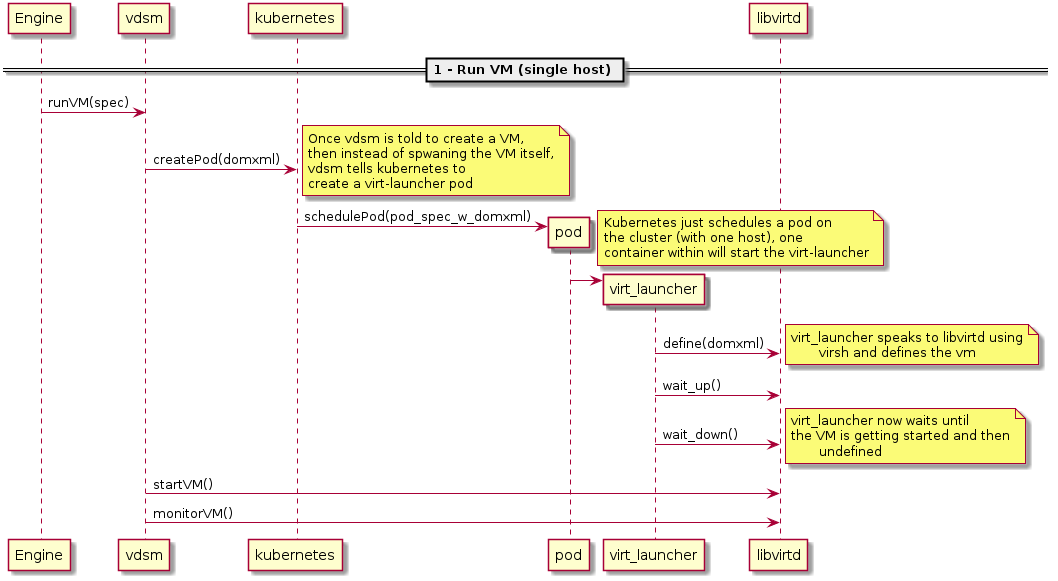 Engine
vdsm
kubernetes
libvirtd
1 - Run VM (single host)
runVM(spec)
createPod(domxml)
Once vdsm is told to create a VM,
then instead of spwaning the VM itself,
vdsm tells kubernetes to
create a virt-launcher pod
schedulePod(pod_spec_w_domxml)
pod
Kubernetes just schedules a pod on
the cluster (with one host), one
container within will start the virt-launcher
virt_launcher
define(domxml)
virt_launcher speaks to libvirtd using
virsh and defines the vm
wait_up()
wait_down()
virt_launcher now waits until
the VM is getting started and then
undefined
startVM()
monitorVM()
Engine
vdsm
kubernetes
pod
virt_launcher
libvirtd